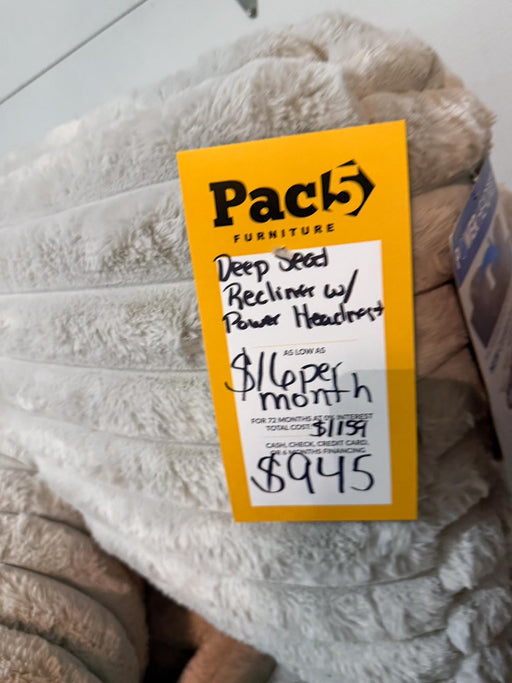 Pac5
FURNITURE
Deep Seat
Recliner w/
Power Headrest
AS LOW AS
$16 per
month
FOR 72 MONTHS AT 0% INTEREST
TOTAL COST: $1159
CASH, CHECK, CREDIT CARD,
OR 6 MONTHS FINANCING
$945